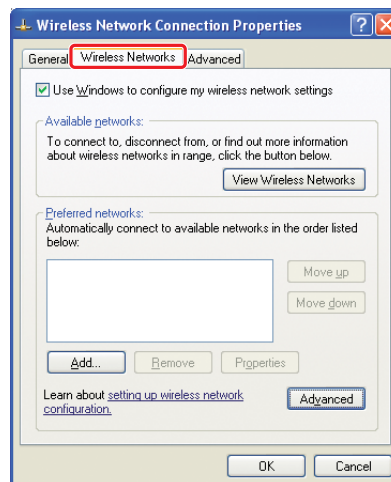 Wireless Network Connection Properties
General Wireless Networks Advanced
Use Windows to configure my wireless network settings
Available networks:
To connect to, disconnect from, or find out more information
about wireless networks in range, click the button below.
View Wireless Networks
Preferred networks:
Automatically connect to available networks in the order listed
below:
Move up
Move down
Add... Remove Properties
Learn about setting up wireless network
configuration.
Advanced
OK Cancel